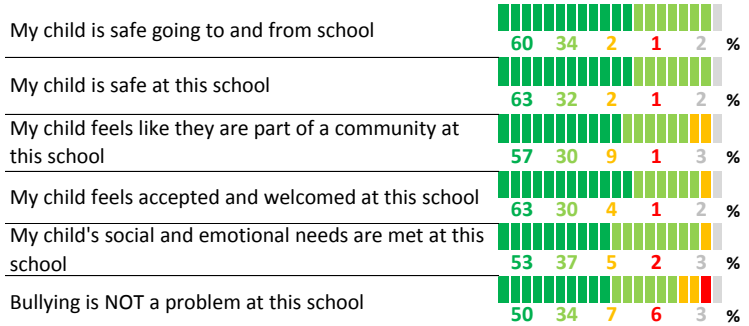 My child is safe going to and from school
60 34 2 1 2 %
My child is safe at this school
63 32 2 1 2 %
My child feels like they are part of a community at
this school
57 30 9 1 3 %
My child feels accepted and welcomed at this school
63 30 4 1 2 %
My child's social and emotional needs are met at this
school
53 37 5 2 3 %
Bullying is NOT a problem at this school
50 34 7 6 3 %